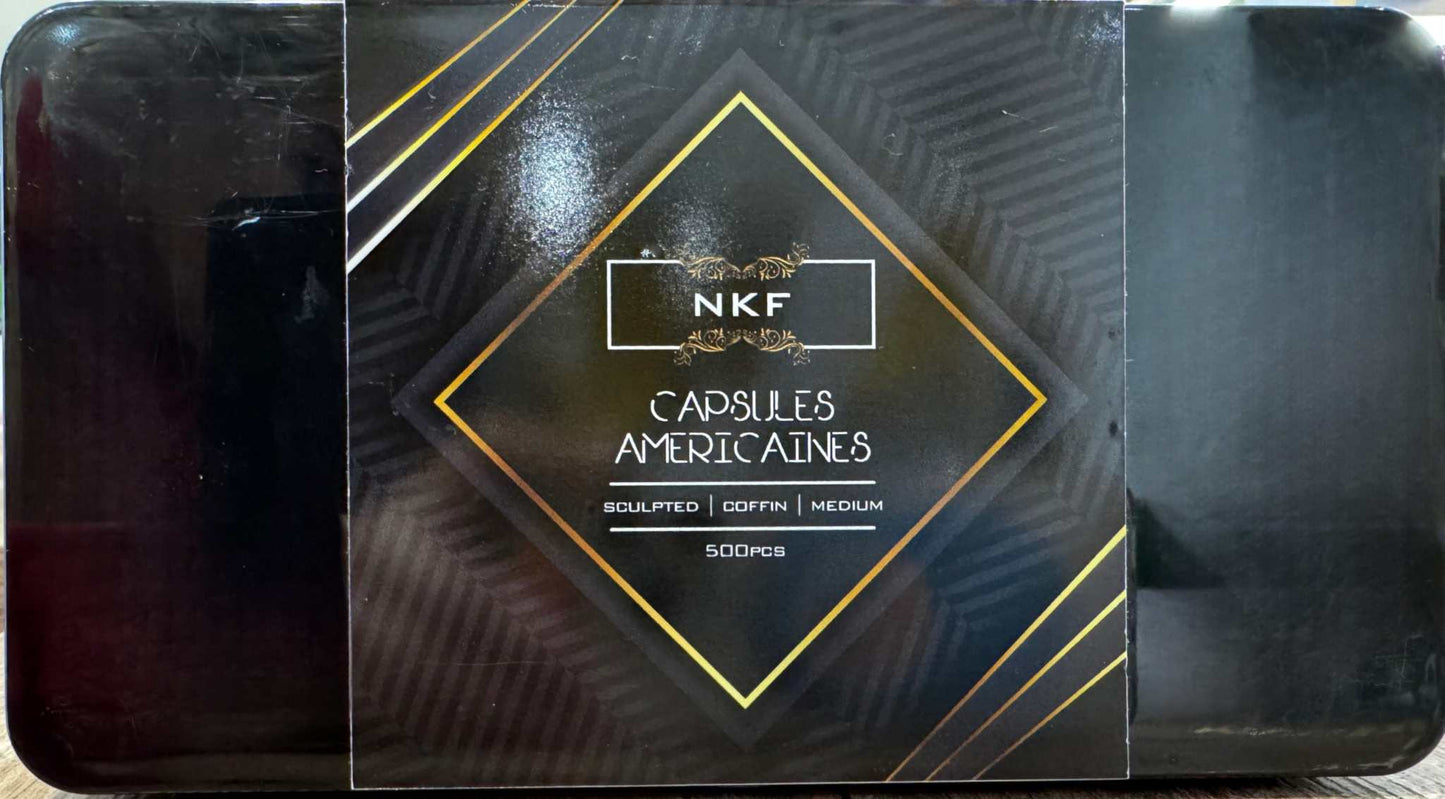 NKF
CAPSULES
AMERICAINES
SCULPTED | COFFIN | MEDIUM
500PCS